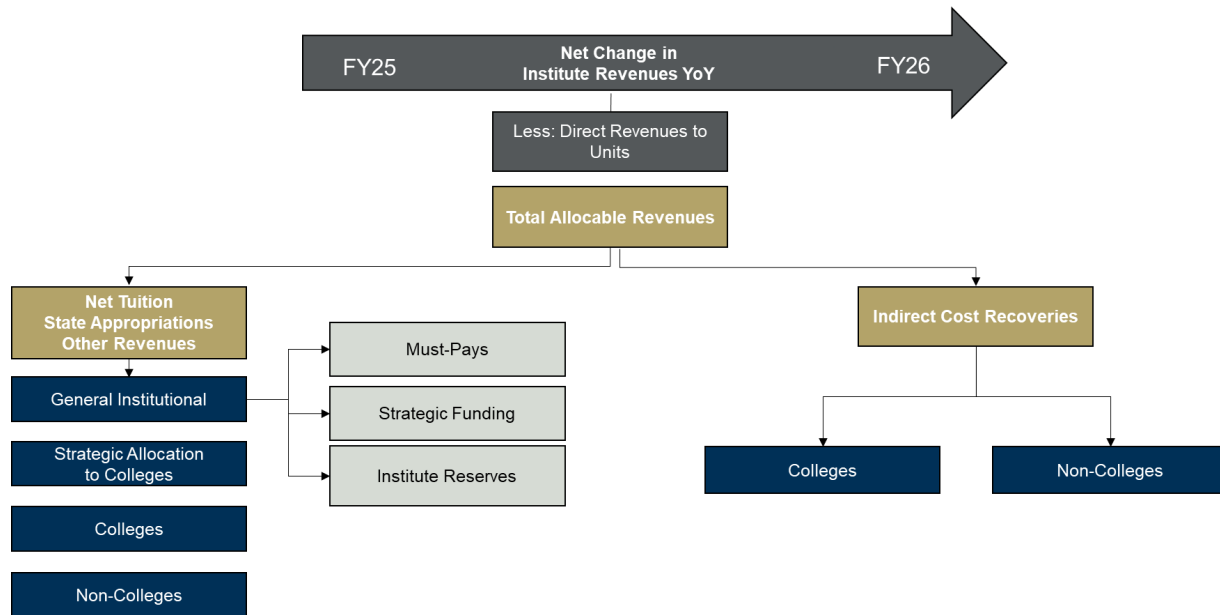 FY25
Net Change in
Institute Revenues YoY
FY26
Less: Direct Revenues to
Units
Total Allocable Revenues
Net Tuition
State Appropriations
Other Revenues
Indirect Cost Recoveries
Must-Pays
General Institutional
Strategic Funding
Strategic Allocation
to Colleges
Institute Reserves
Colleges
Non-Colleges
Colleges
Non-Colleges